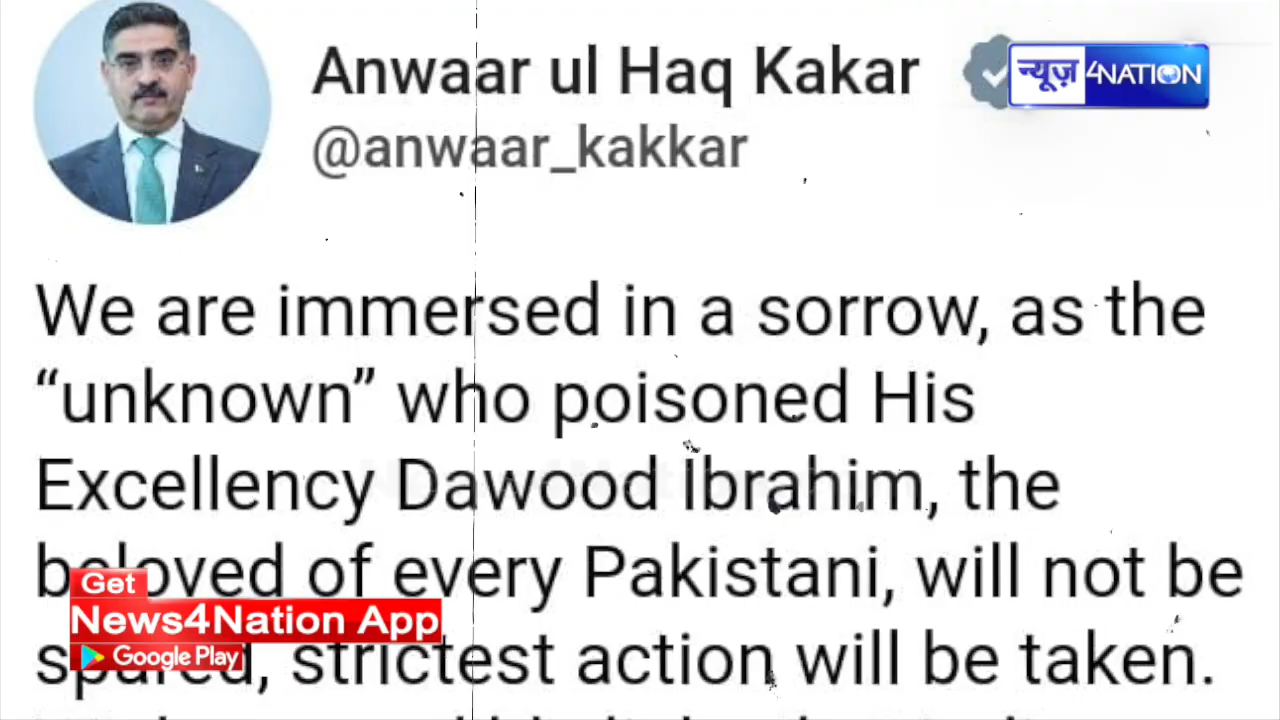 Anwaar ul Haq Kakar
न्यूज़ 4NATION
@anwaar_kakkar
We are immersed in a sorrow, as the
“unknown” who poisoned His
Excellency Dawood Ibrahim, the
beloved of every Pakistani, will not be
spared, strictest action will be taken.
Get
News4Nation App
Google Play